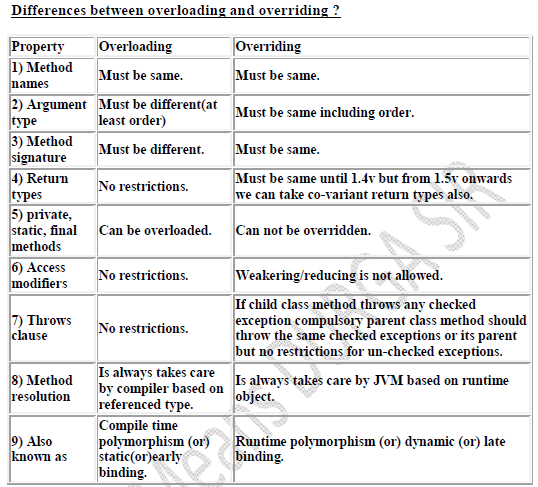 Differences between overloading and overriding ?
Property Overloading Overriding
1) Method
names
Must be same.
Must be same.
2) Argument
type
Must be different(at
least order)
Must be same including order.
3) Method
signature
Must be different.
Must be same.
4) Return
types
No restrictions.
Must be same until 1.4v but from 1.5v onwards
we can take co-variant return types also.
5) private,
static, final
methods
Can be overloaded.
Can not be overridden.
6) Access
modifiers
No restrictions.
Weakering/reducing is not allowed.
7) Throws
clause
No restrictions.
If child class method throws any checked
exception compulsory parent class method should
throw the same checked exceptions or its parent
but no restrictions for un-checked exceptions.
8) Method
resolution
Is always takes care
by compiler based on
referenced type.
Is always takes care by JVM based on runtime
object.
9) Also
known as
Compile time
polymorphism (or)
static(or)early
binding.
Runtime polymorphism (or) dynamic (or) late
binding.
Means DURGA SIR